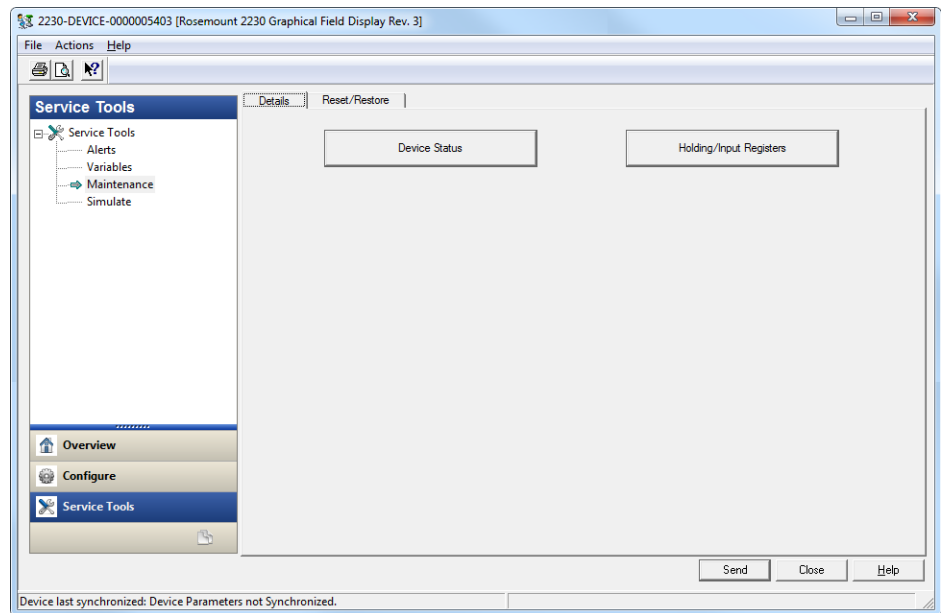 2230-DEVICE-0000005403 [Rosemount 2230 Graphical Field Display Rev. 3]
File Actions Help
Service Tools
Service Tools
Alerts
Variables
Maintenance
Simulate
Overview
Configure
Service Tools
Details Reset/Restore
Device Status Holding/Input Registers
Send Close Help
Device last synchronized: Device Parameters not Synchronized.